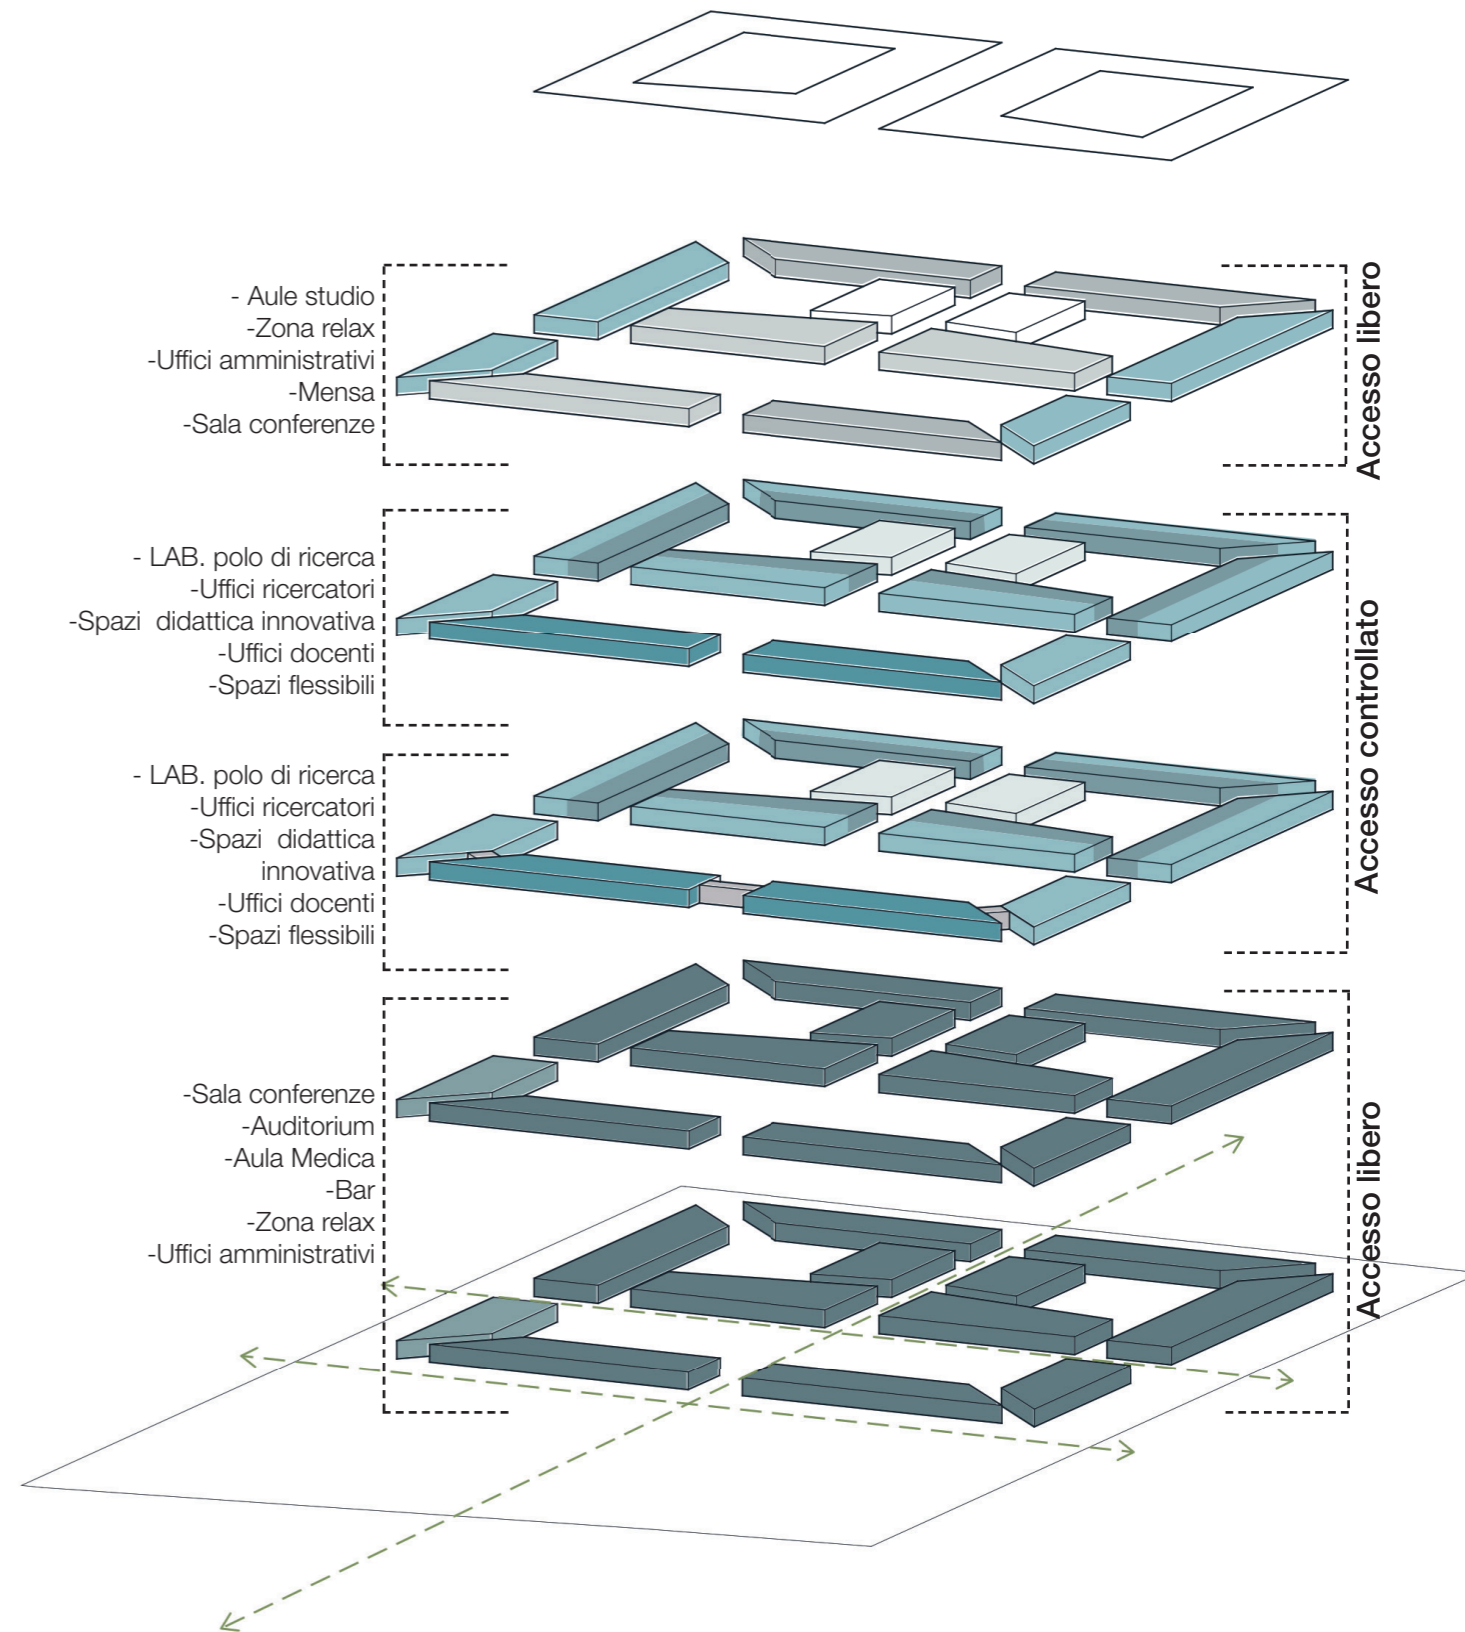 - Aule studio
-Zona relax
-Uffici amministrativi
-Mensa
-Sala conferenze
Accesso libero
- LAB. polo di ricerca
-Uffici ricercatori
-Spazi  didattica innovativa
-Uffici docenti
-Spazi flessibili
Accesso controllato
- LAB. polo di ricerca
-Uffici ricercatori
-Spazi  didattica
innovativa
-Uffici docenti
-Spazi flessibili
-Sala conferenze
-Auditorium
-Aula Medica
-Bar
-Zona relax
-Uffici amministrativi
Accesso libero